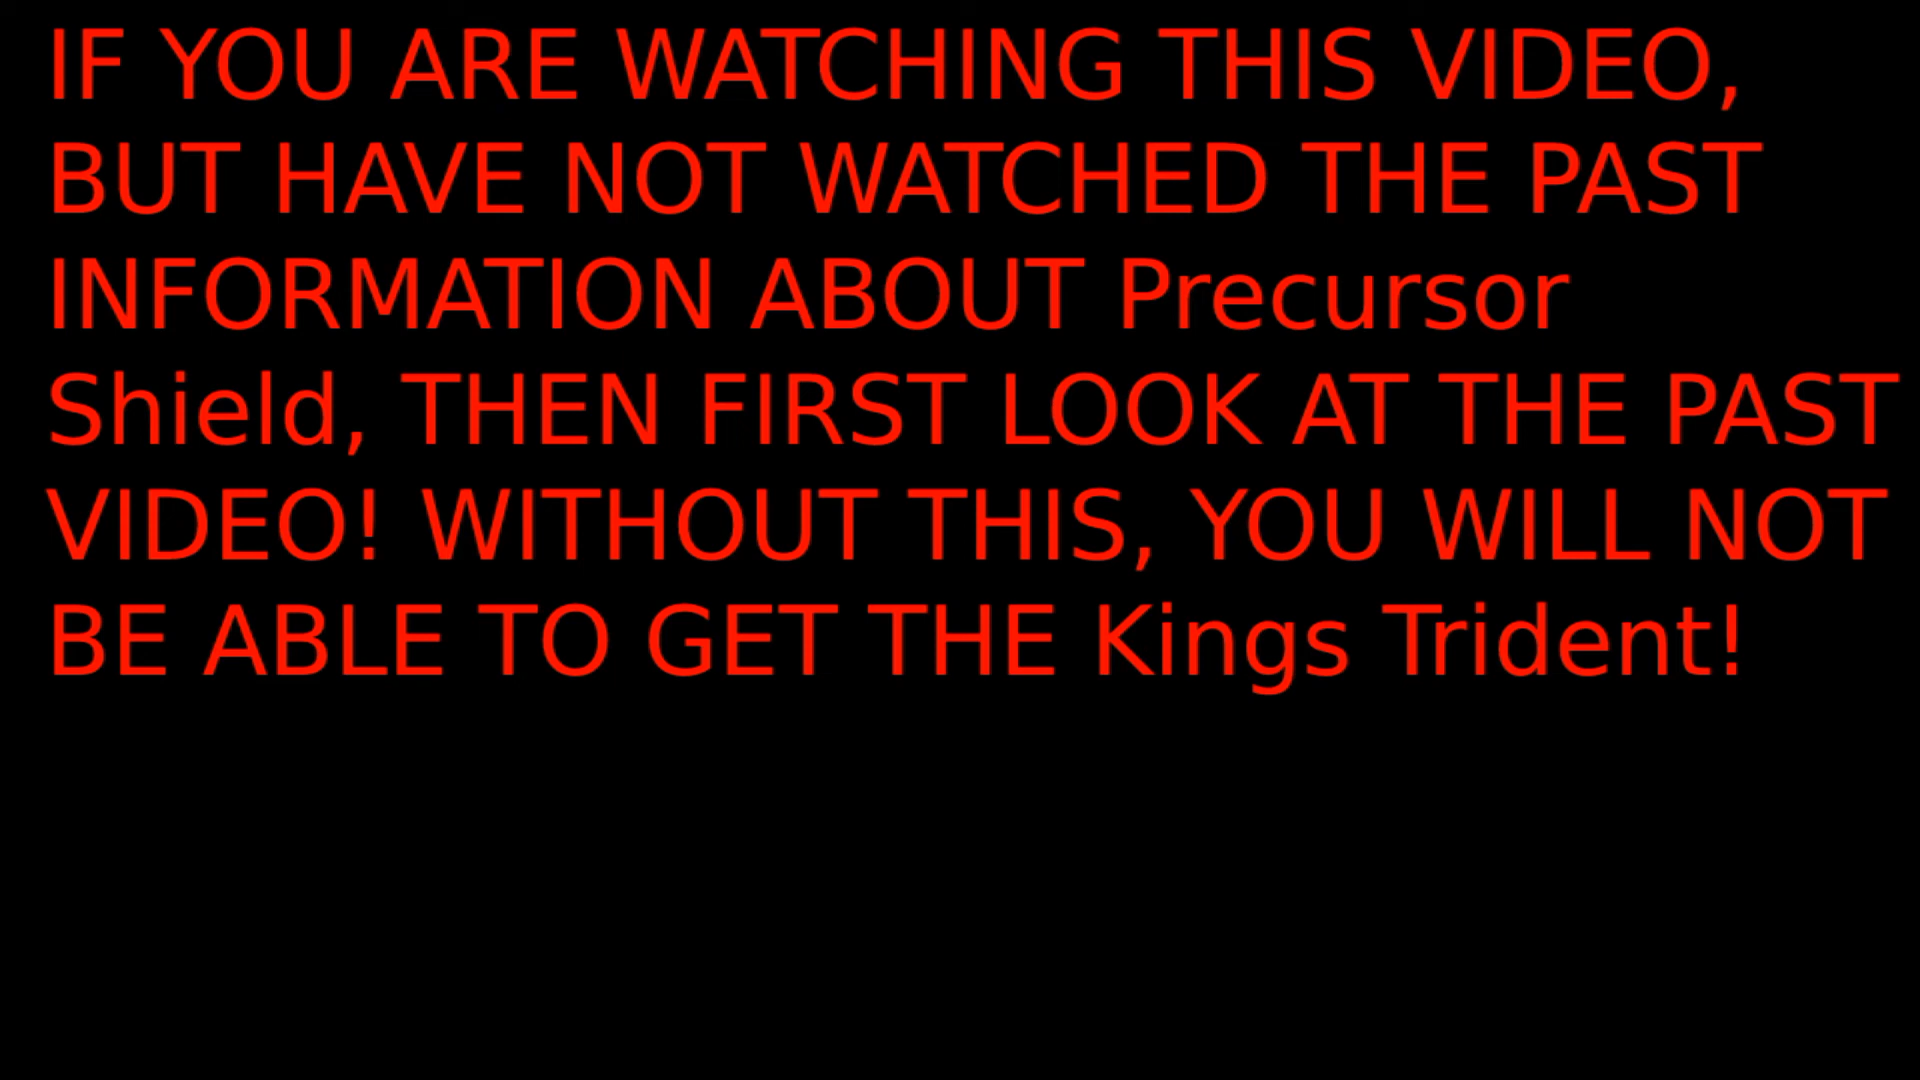 IF YOU ARE WATCHING THIS VIDEO,
BUT HAVE NOT WATCHED THE PAST
INFORMATION ABOUT Precursor
Shield, THEN FIRST LOOK AT THE PAST
VIDEO! WITHOUT THIS, YOU WILL NOT
BE ABLE TO GET THE Kings Trident!